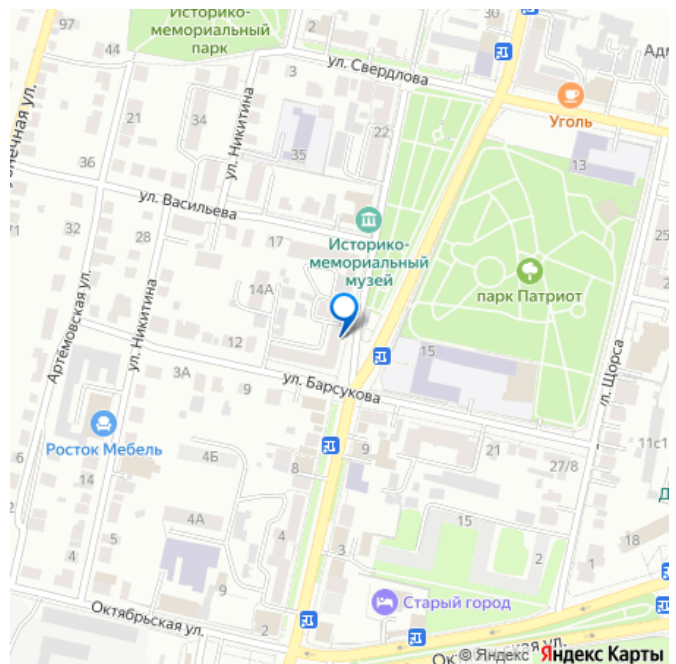 97
Историко-
мемориальный
парк
2
30
Адм
44
3
ул. Свердлова
Уголь
21
34
ул. Никитина
22
35
13
36
ул. Васильева
32
28
17
Историко-
мемориальный
музей
25
14А
парк Патриот
Артёмовская ул.
ул. Никитина
12
15
ул. Щорса
3А
9
ул. Барсукова
Росток Мебель
4Б
9
21
11с1
6
14
8
27/8
4А
15
4
5
4
3
2
18
9
Старый город
Октябрьская ул.
2
© Яндекс Яндекс Карты